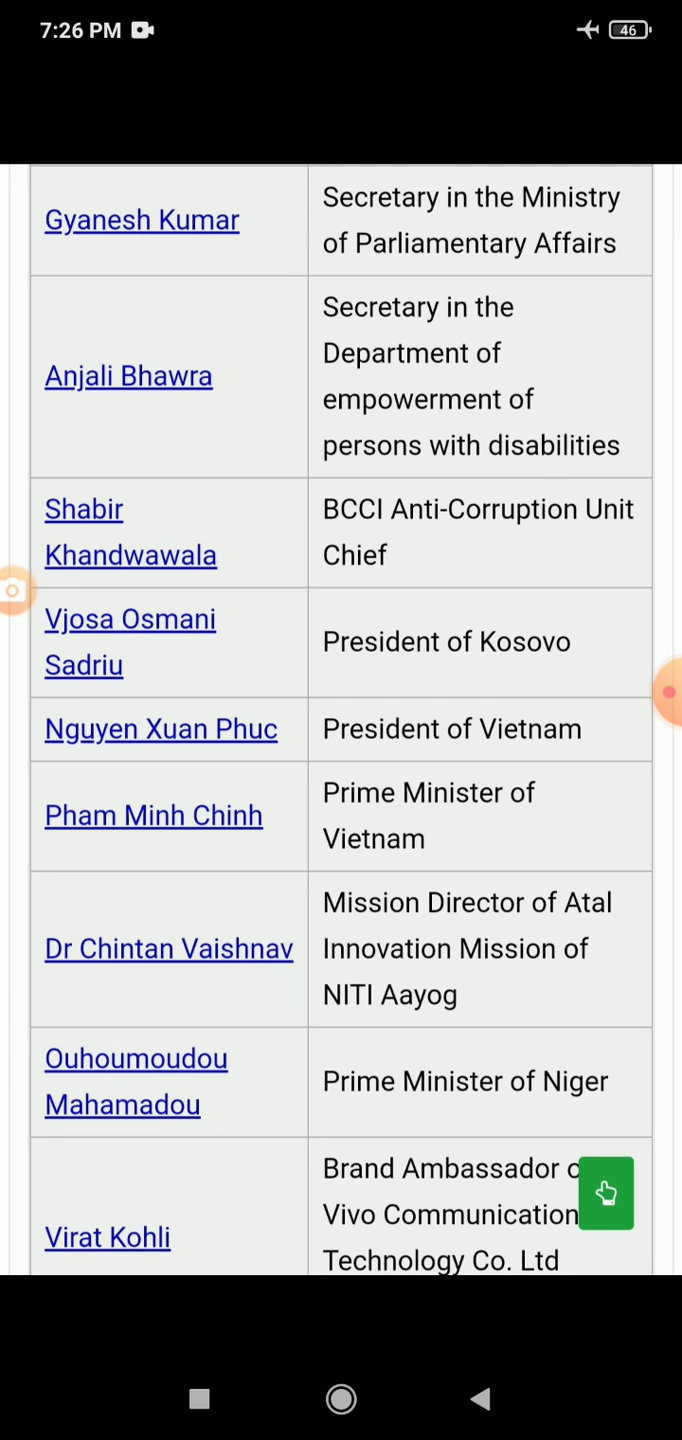 7:26 PM
46
Gyanesh Kumar
Secretary in the Ministry
of Parliamentary Affairs
Anjali Bhawra
Secretary in the
Department of
empowerment of
persons with disabilities
Shabir
Khandwawala
BCCI Anti-Corruption Unit
Chief
Vjosa Osmani
Sadriu
President of Kosovo
Nguyen Xuan Phuc
President of Vietnam
Pham Minh Chinh
Prime Minister of
Vietnam
Dr Chintan Vaishnav
Mission Director of Atal
Innovation Mission of
NITI Aayog
Ouhoumoudou
Mahamadou
Prime Minister of Niger
Virat Kohli
Brand Ambassador
Vivo Communication
Technology Co. Ltd